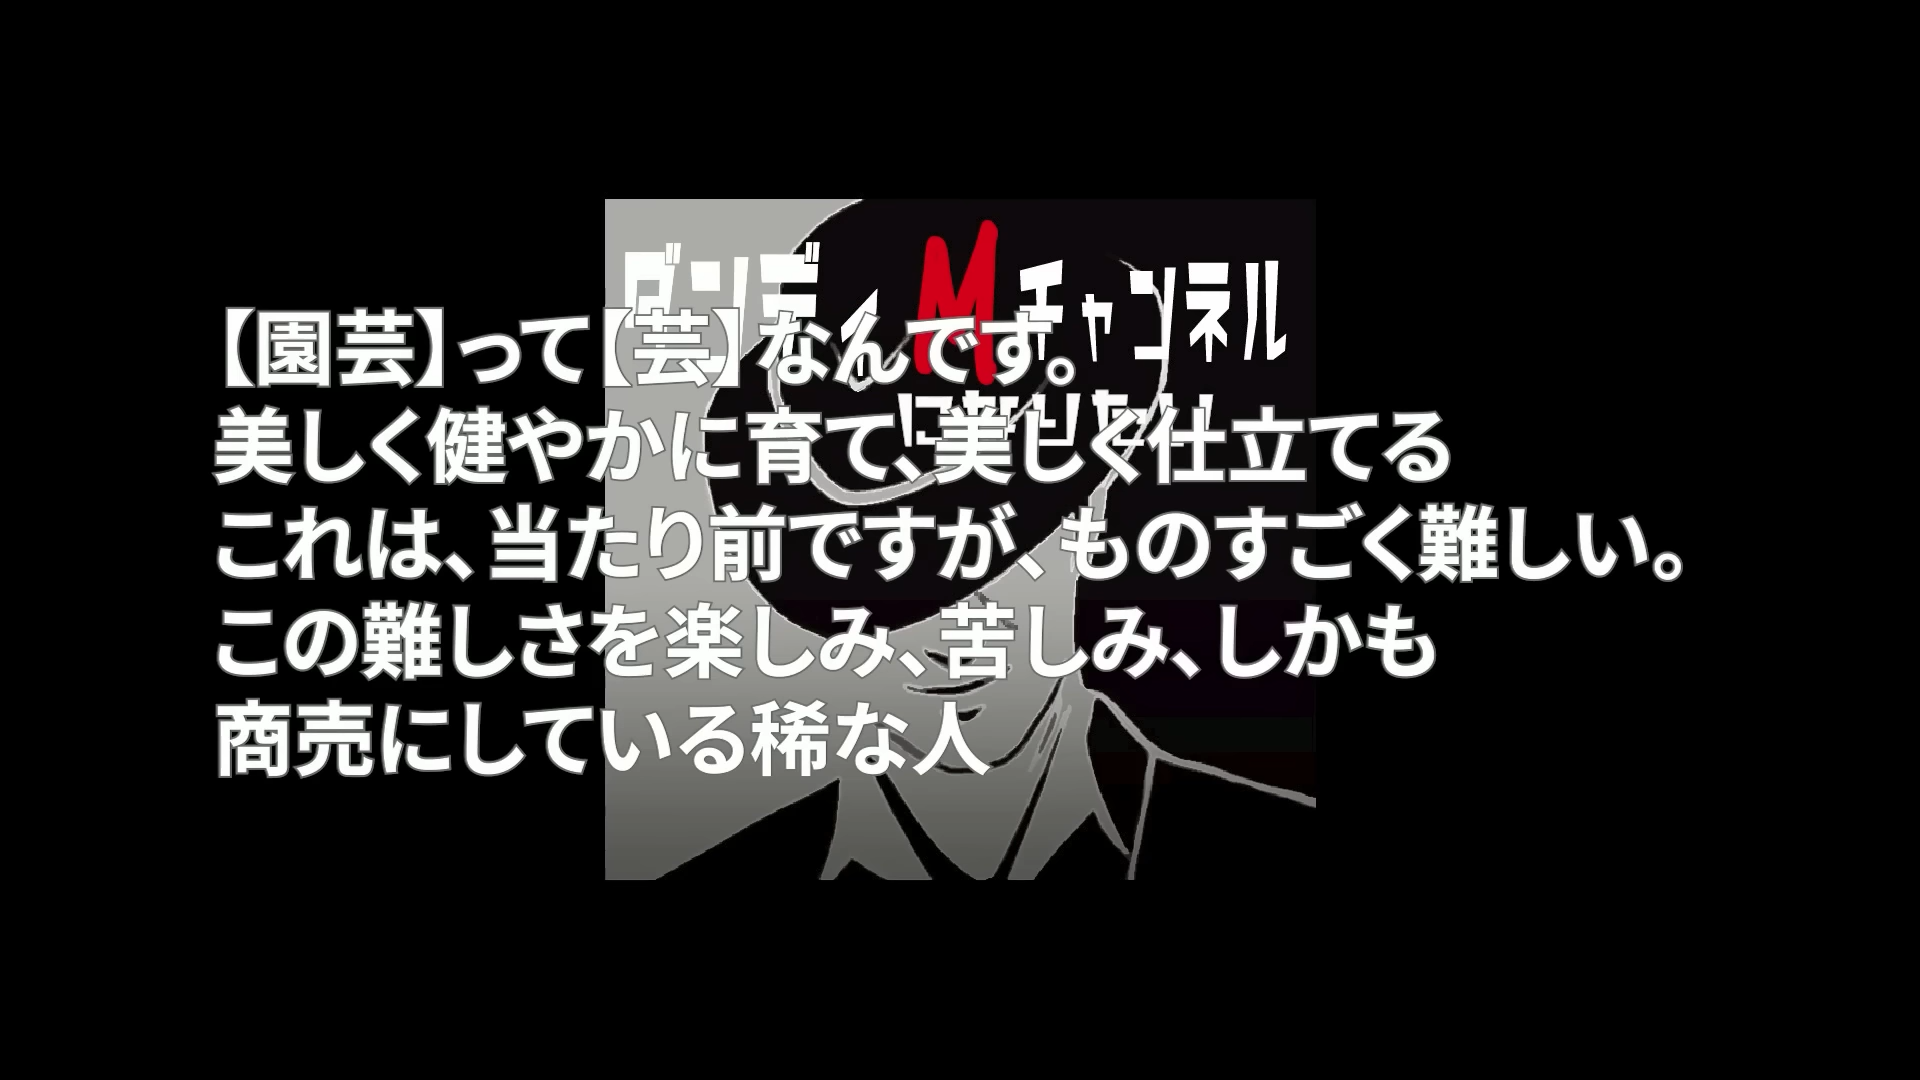 ダンディMチャンネル
【園芸】って【芸】なんです。
美しく健やかに育て、美しく仕立てる
これは、当たり前ですが、ものすごく難しい。
この難しさを楽しみ、苦しみ、しかも
商売にしている稀な人